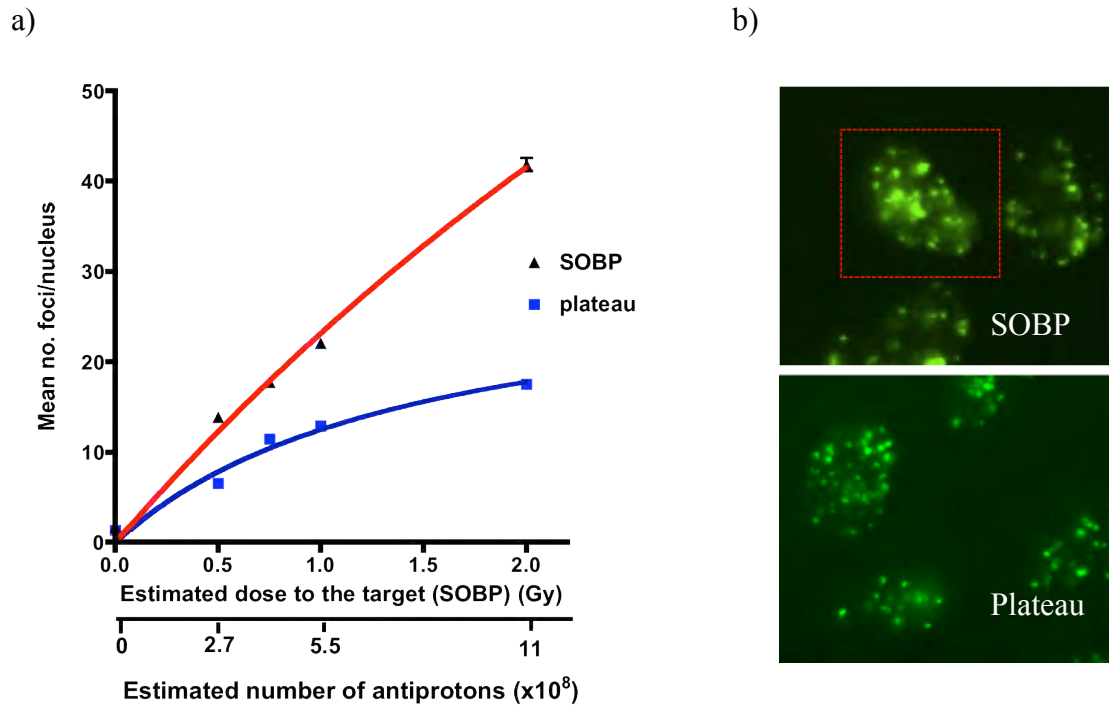 a)
b)
50
40
30
20
10
0
Mean no. foci/nucleus
SOBP
plateau
0.0 0.5 1.0 1.5 2.0
Estimated dose to the target (SOBP) (Gy)
0 2.7 5.5 11
Estimated number of antiprotons (x10⁸)
SOBP
Plateau